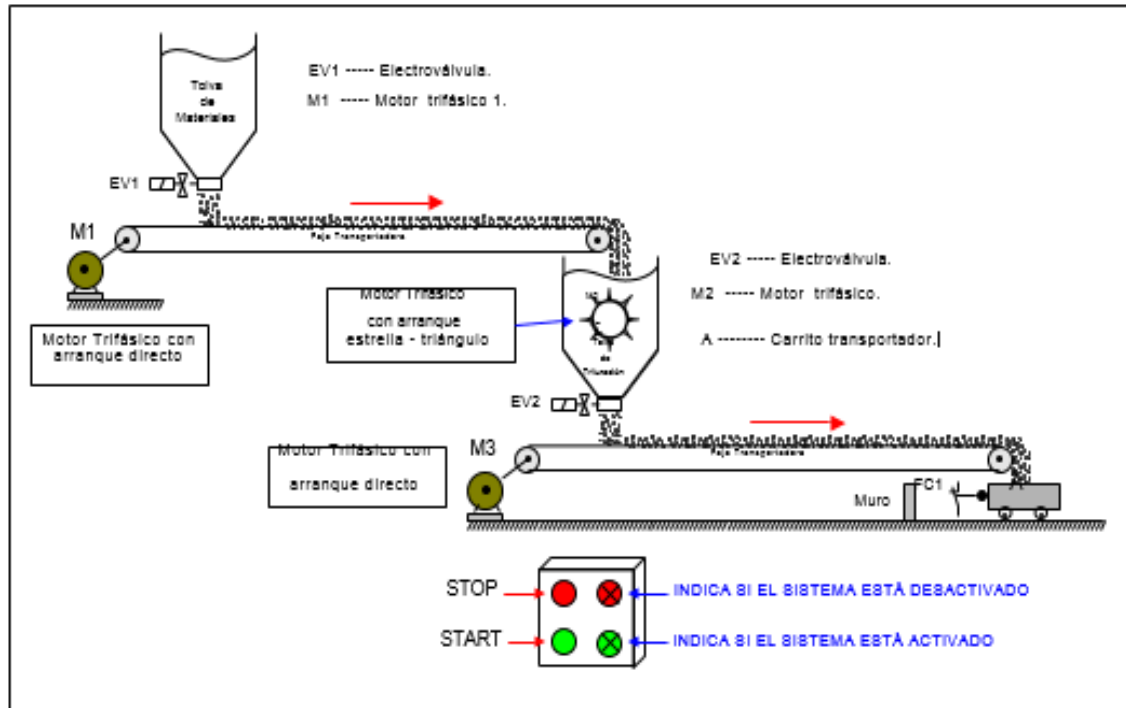 Tolva
de
Materiales
EV1 ----- Electroválvula.
M1 ----- Motor trifásico 1.
EV1
M1
Faja Transportadora
Motor Trifásico con
arranque directo
Motor Trifásico
con arranque
estrella - triángulo
EV2 ----- Electroválvula.
M2 ----- Motor trifásico.
A -------- Carrito transportador.
Tolva
de
Trituración
EV2
Motor Trifásico con
arranque directo
M3
Faja Transportadora
Muro
FC1
STOP
INDICA SI EL SISTEMA ESTÁ DESACTIVADO
START
INDICA SI EL SISTEMA ESTÁ ACTIVADO